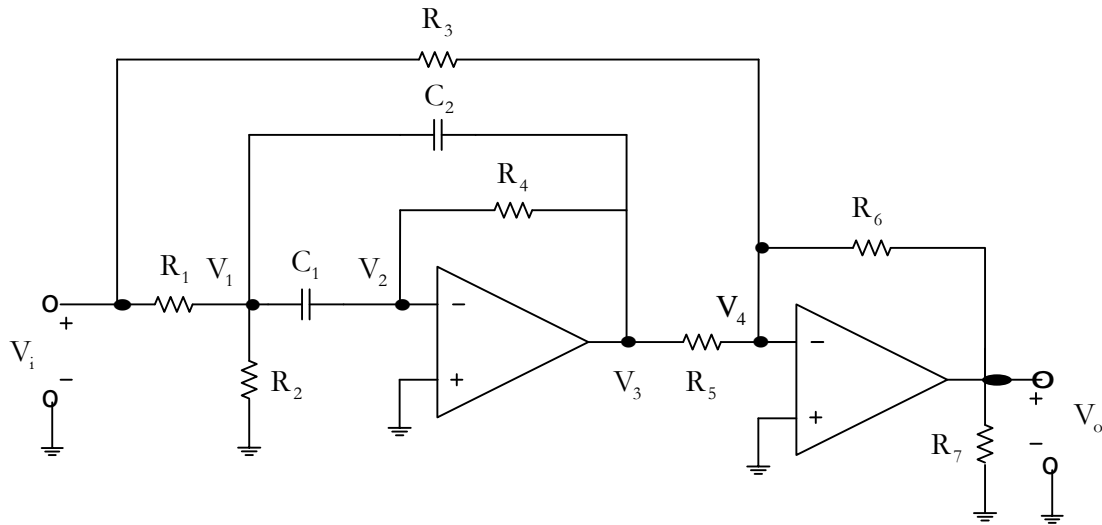 R₃
C₂
R₄
R₆
R₁
V₁
C₁
V₂
V₄
−
−
+
Vᵢ
−
R₂
+
V₃
R₅
+
+
Vₒ
−
R₇